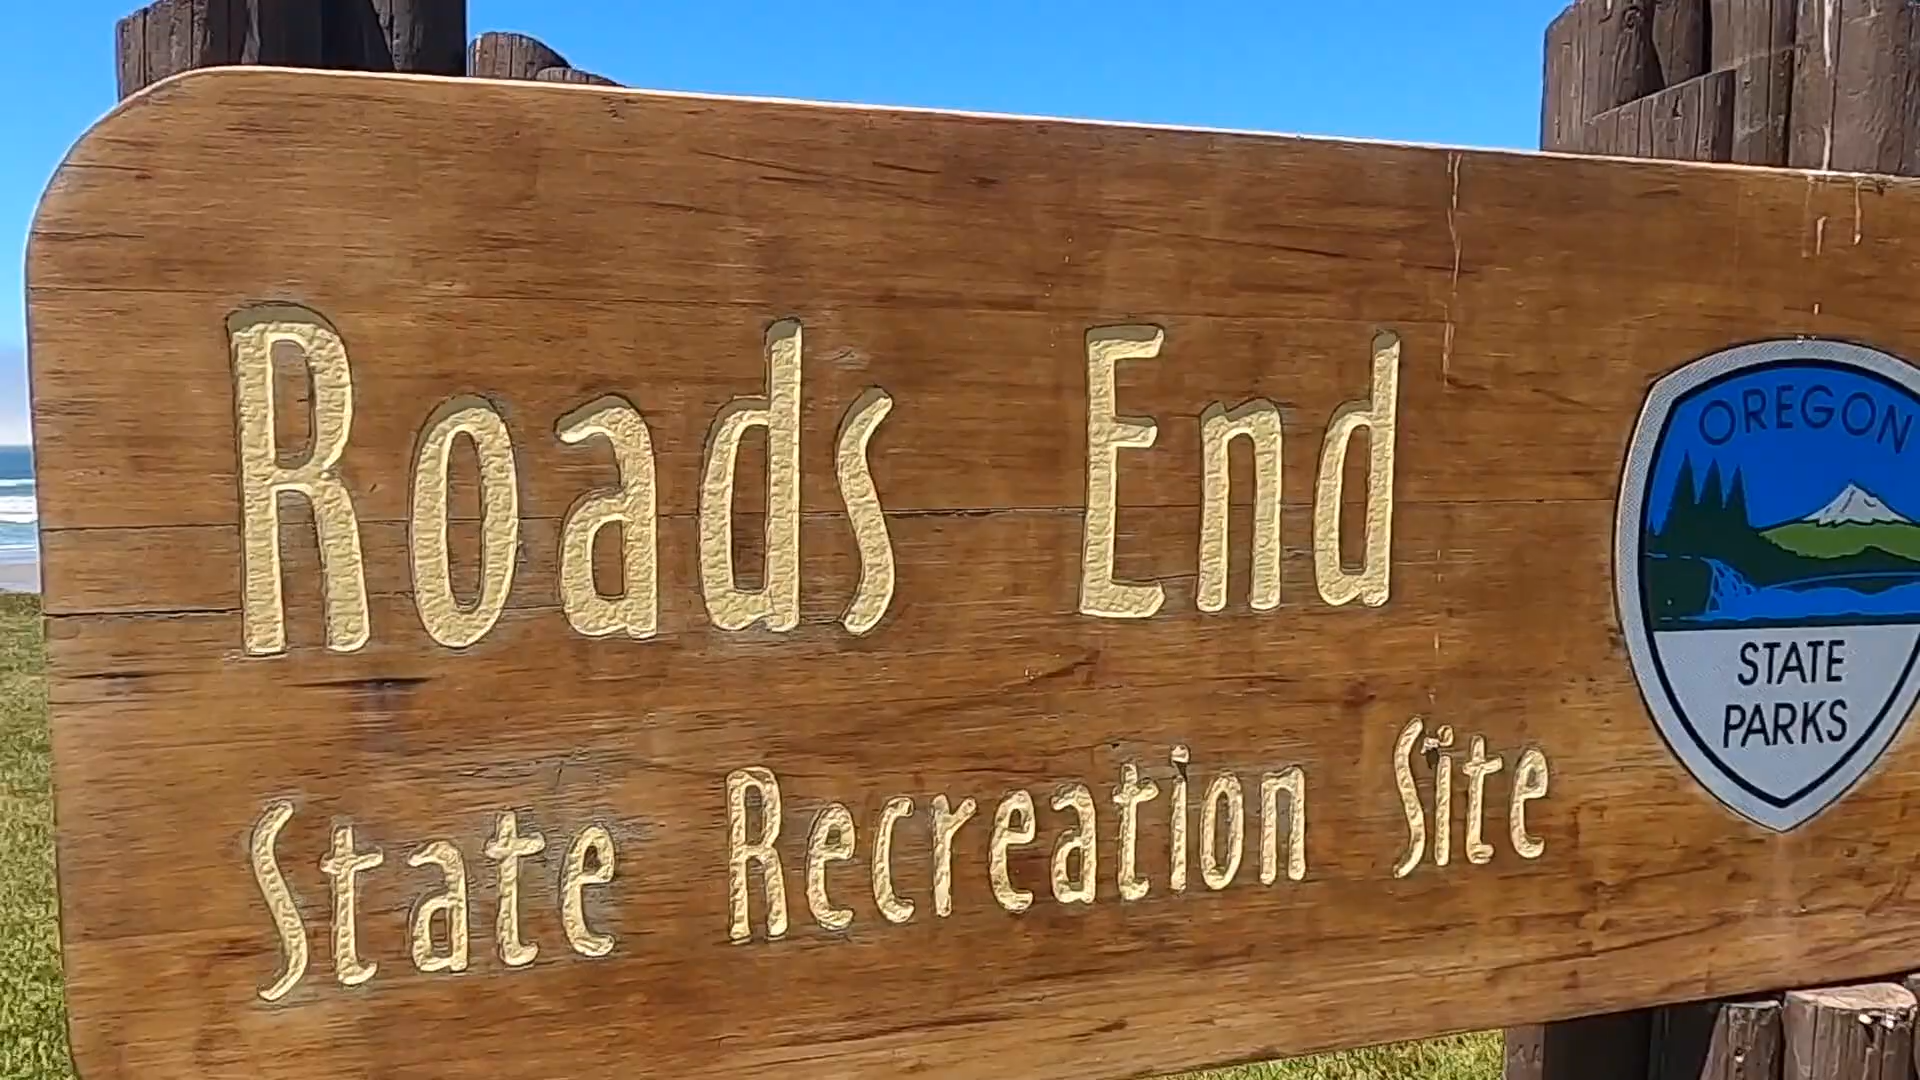 Roads End
State Recreation Site
OREGON
STATE
PARKS